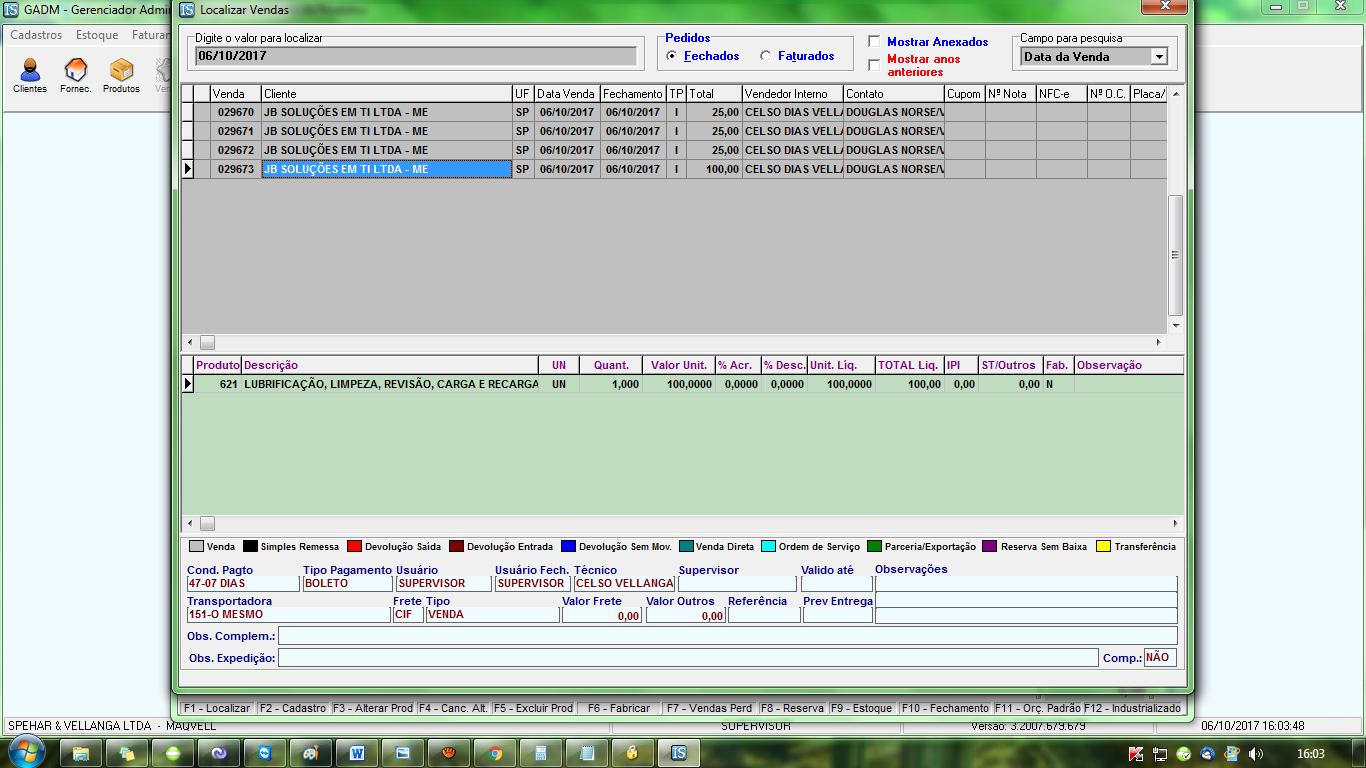 GADM - Gerenciador Admin
Localizar Vendas
Cadastros Estoque Faturar
Clientes Fornec. Produtos
Digite o valor para localizar
06/10/2017
Pedidos
Fechados Faturados
Mostrar Anexados
Mostrar anos
anteriores
Campo para pesquisa
Data da Venda
Venda Cliente UF Data Venda Fechamento TP Total Vendedor Interno Contato Cupom Nº Nota NFC-e Nº O.C. Placa/
029670 JB SOLUÇÕES EM TI LTDA - ME SP 06/10/2017 06/10/2017 I 25,00 CELSO DIAS VELLA DOUGLAS NORSE/V
029671 JB SOLUÇÕES EM TI LTDA - ME SP 06/10/2017 06/10/2017 I 25,00 CELSO DIAS VELLA DOUGLAS NORSE/V
029672 JB SOLUÇÕES EM TI LTDA - ME SP 06/10/2017 06/10/2017 I 25,00 CELSO DIAS VELLA DOUGLAS NORSE/V
029673 JB SOLUÇÕES EM TI LTDA - ME SP 06/10/2017 06/10/2017 I 100,00 CELSO DIAS VELLA DOUGLAS NORSE/V
Produto Descrição UN Quant. Valor Unit. % Acr. % Desc. Unit. Líq. TOTAL Liq. IPI ST/Outros Fab. Observação
621 LUBRIFICAÇÃO, LIMPEZA, REVISÃO, CARGA E RECARGA UN 1,000 100,0000 0,0000 0,0000 100,0000 100,00 0,00 0,00 N
Venda Simples Remessa Devolução Saída Devolução Entrada Devolução Sem Mov. Venda Direta Ordem de Serviço Parceria/Exportação Reserva Sem Baixa Transferência
Cond. Pagto Tipo Pagamento Usuário Usuário Fech. Técnico Supervisor Valido até Observações
47-07 DIAS BOLETO SUPERVISOR SUPERVISOR CELSO VELLANGA
Transportadora Frete Tipo Valor Frete Valor Outros Referência Prev Entrega
151-O MESMO CIF VENDA 0,00 0,00
Obs. Complem.:
Obs. Expedição: Comp.: NÃO
F1 - Localizar F2 - Cadastro F3 - Alterar Prod F4 - Canc. Alt. F5 - Excluir Prod F6 - Fabricar F7 - Vendas Perd F8 - Reserva F9 - Estoque F10 - Fechamento F11 - Orç. Padrão F12 - Industrializado
SPEHAR & VELLANGA LTDA - MAQVELL SUPERVISOR Versão: 3.2007.679.679 06/10/2017 16:03:48
16:03